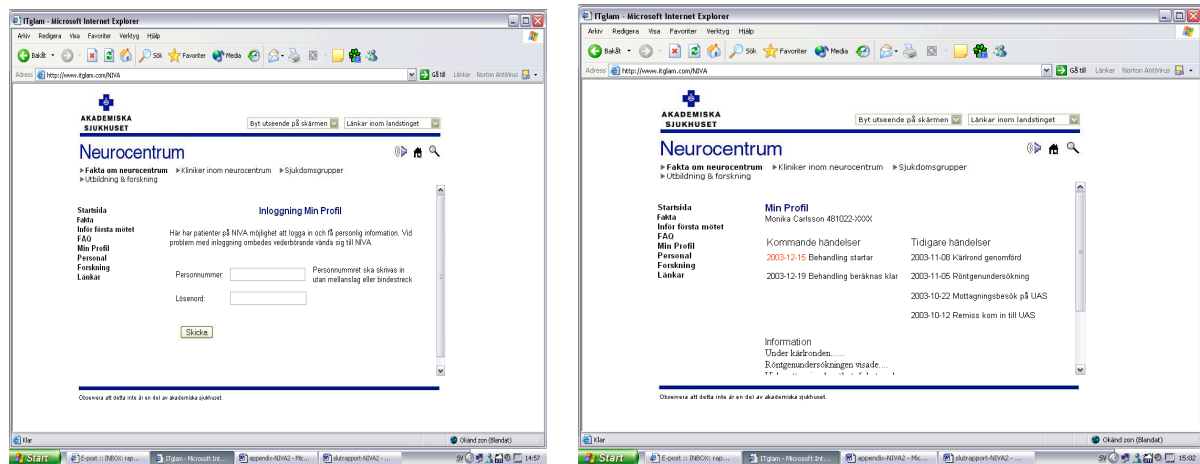 ITglam - Microsoft Internet Explorer
Arkiv Redigera Visa Favoriter Verktyg Hjälp
Bakåt Sök Favoriter Media
Adress http://www.itglam.com/NIVA Gå till Länkar Norton AntiVirus
AKADEMISKA
SJUKHUSET
Byt utseende på skärmen Länkar inom landstinget
Neurocentrum
Fakta om neurocentrum Kliniker inom neurocentrum Sjukdomsgrupper
Utbildning & forskning
Startsida
Fakta
Inför första mötet
FAQ
Min Profil
Personal
Forskning
Länkar
Inloggning Min Profil
Här har patienter på NIVA möjlighet att logga in och få personlig information. Vid
problem med inloggning ombedes vederbörande vända sig till NIVA.
Personnummer: Personnummret ska skrivas in
utan mellanslag eller bindestreck
Lösenord:
Skicka
Observera att detta inte är en del av akademiska sjukhuset.
Klar Okänd zon (Blandat)
Start E-post :: INBOX: rap... ITglam - Microsoft Int... appendix-NIVA2 - Mic... slutrapport-NIVA2 - ... SV 14:57
ITglam - Microsoft Internet Explorer
Arkiv Redigera Visa Favoriter Verktyg Hjälp
Bakåt Sök Favoriter Media
Adress http://www.itglam.com/NIVA Gå till Länkar Norton AntiVirus
AKADEMISKA
SJUKHUSET
Byt utseende på skärmen Länkar inom landstinget
Neurocentrum
Fakta om neurocentrum Kliniker inom neurocentrum Sjukdomsgrupper
Utbildning & forskning
Startsida
Fakta
Inför första mötet
FAQ
Min Profil
Personal
Forskning
Länkar
Min Profil
Monika Carlsson 481022-XXXX
Kommande händelser
2003-12-15 Behandling startar
2003-12-19 Behandling beräknas klar
Tidigare händelser
2003-11-08 Kärlrond genomförd
2003-11-05 Röntgenundersökning
2003-10-22 Mottagningsbesök på UAS
2003-10-12 Remiss kom in till UAS
Information
Under kärlronden......
Röntgenundersökningen visade....
Observera att detta inte är en del av akademiska sjukhuset.
Klar Okänd zon (Blandat)
Start E-post :: INBOX: rap... ITglam - Microsoft Int... appendix-NIVA2 - Mic... slutrapport-NIVA2 - ... SV 15:02